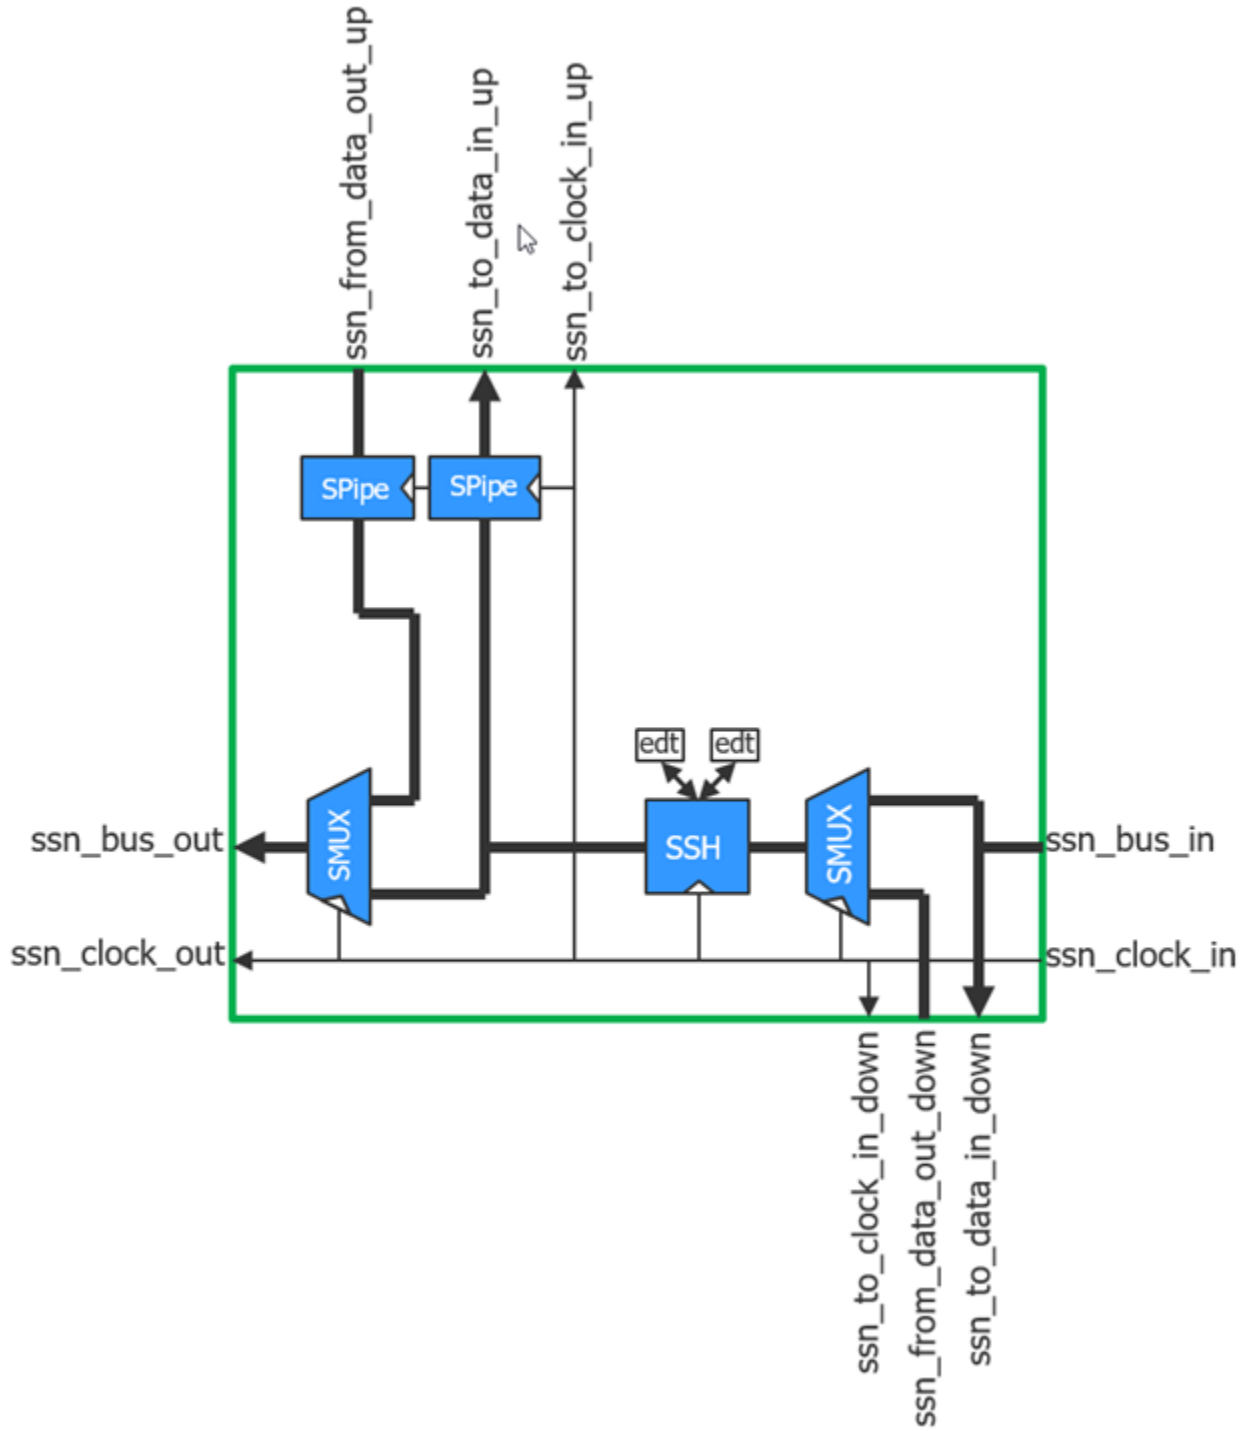 ssn_from_data_out_up
ssn_to_data_in_up
ssn_to_clock_in_up
SPipe
SPipe
edt
edt
SMUX
SSH
SMUX
ssn_bus_out
ssn_bus_in
ssn_clock_out
ssn_clock_in
ssn_to_clock_in_down
ssn_from_data_out_down
ssn_to_data_in_down